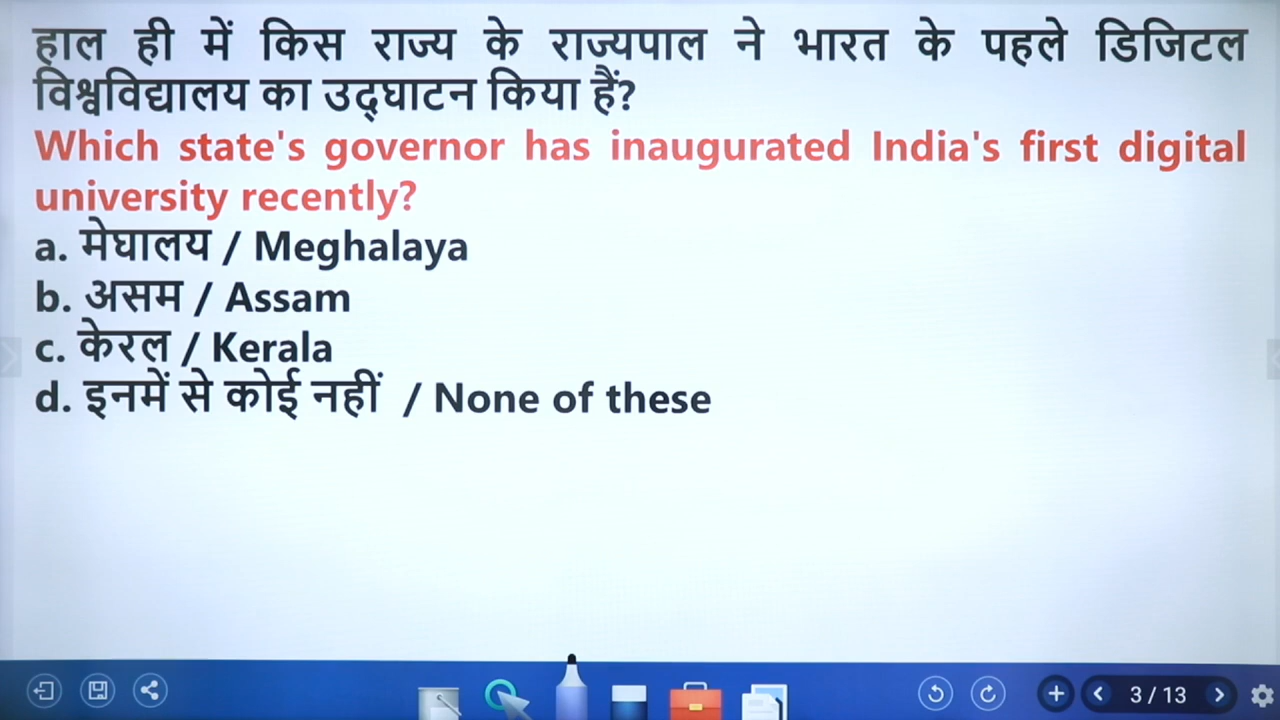 हाल ही में किस राज्य के राज्यपाल ने भारत के पहले डिजिटल
विश्वविद्यालय का उद्घाटन किया हैं?
Which state's governor has inaugurated India's first digital
university recently?
a. मेघालय / Meghalaya
b. असम / Assam
c. केरल / Kerala
d. इनमें से कोई नहीं / None of these
3 / 13